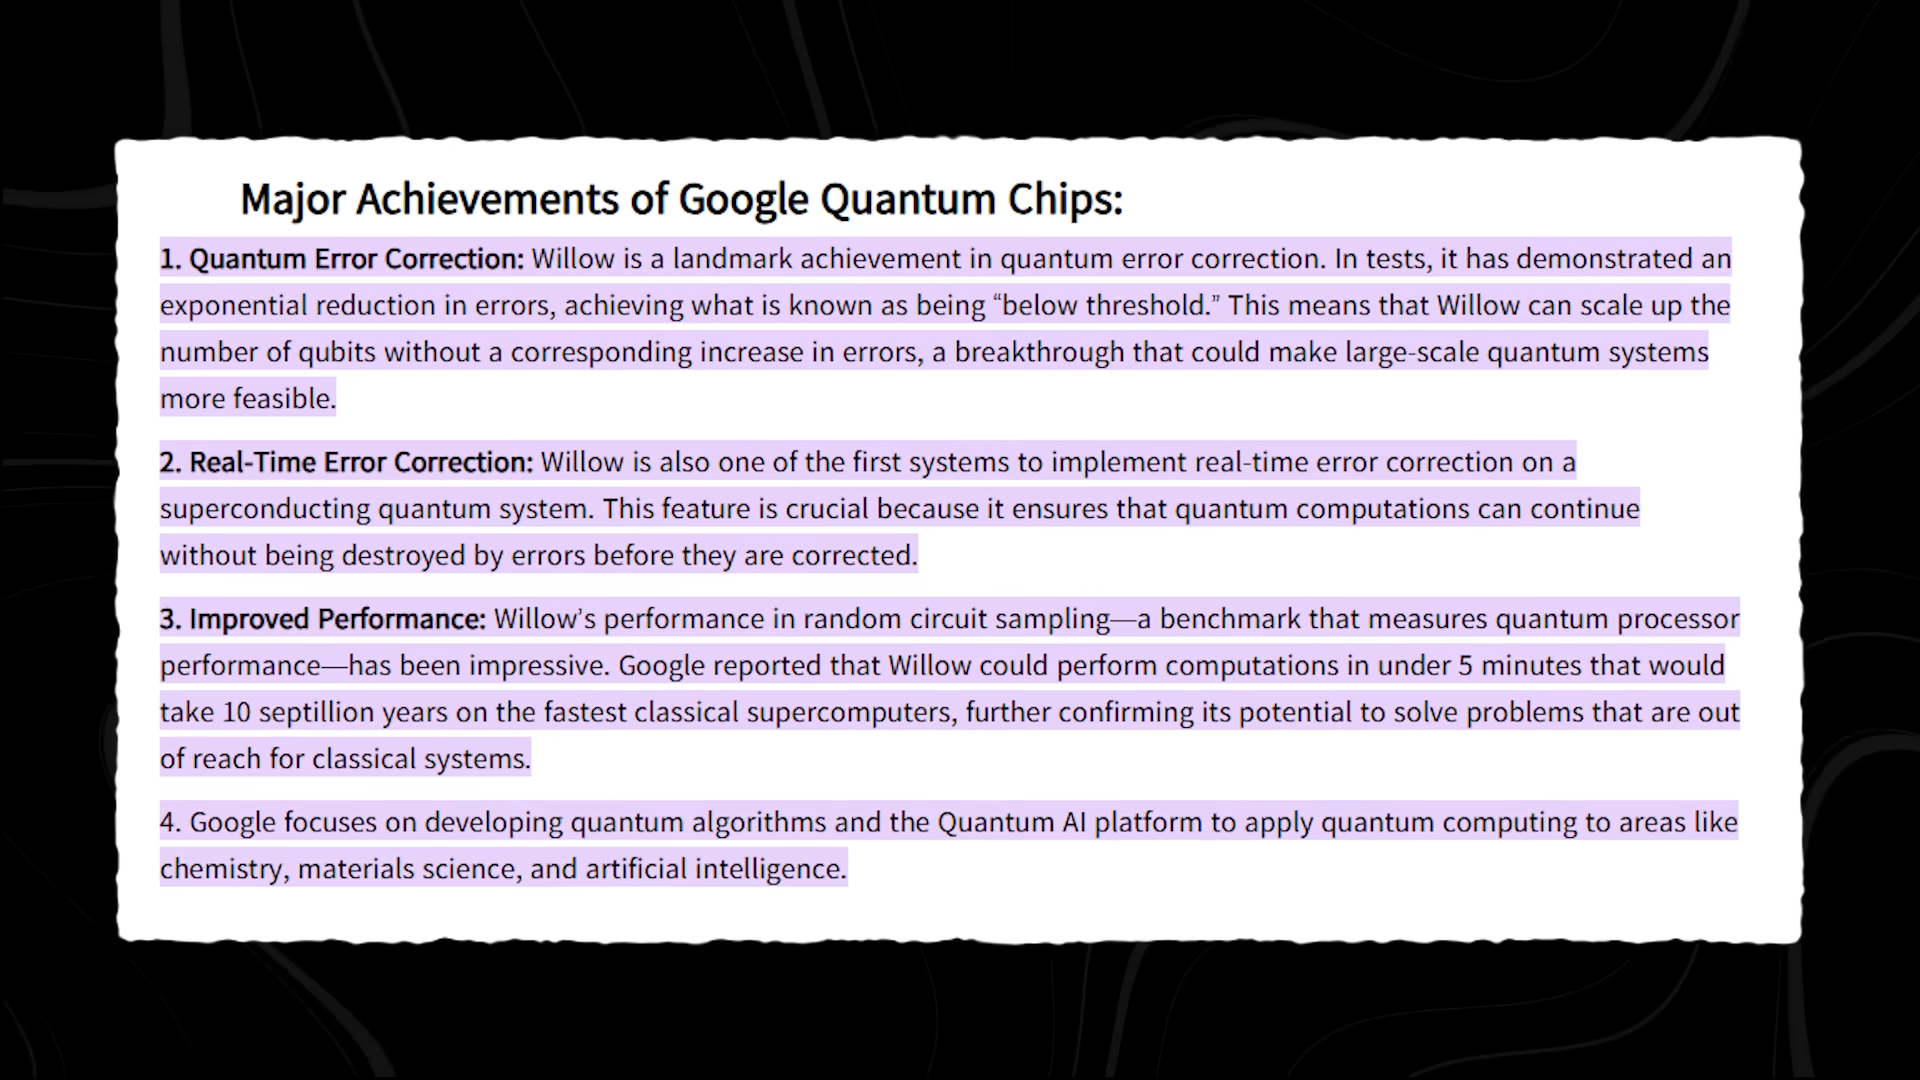 Major Achievements of Google Quantum Chips:
1. Quantum Error Correction: Willow is a landmark achievement in quantum error correction. In tests, it has demonstrated an
exponential reduction in errors, achieving what is known as being “below threshold.” This means that Willow can scale up the
number of qubits without a corresponding increase in errors, a breakthrough that could make large-scale quantum systems
more feasible.
2. Real-Time Error Correction: Willow is also one of the first systems to implement real-time error correction on a
superconducting quantum system. This feature is crucial because it ensures that quantum computations can continue
without being destroyed by errors before they are corrected.
3. Improved Performance: Willow’s performance in random circuit sampling—a benchmark that measures quantum processor
performance—has been impressive. Google reported that Willow could perform computations in under 5 minutes that would
take 10 septillion years on the fastest classical supercomputers, further confirming its potential to solve problems that are out
of reach for classical systems.
4. Google focuses on developing quantum algorithms and the Quantum AI platform to apply quantum computing to areas like
chemistry, materials science, and artificial intelligence.